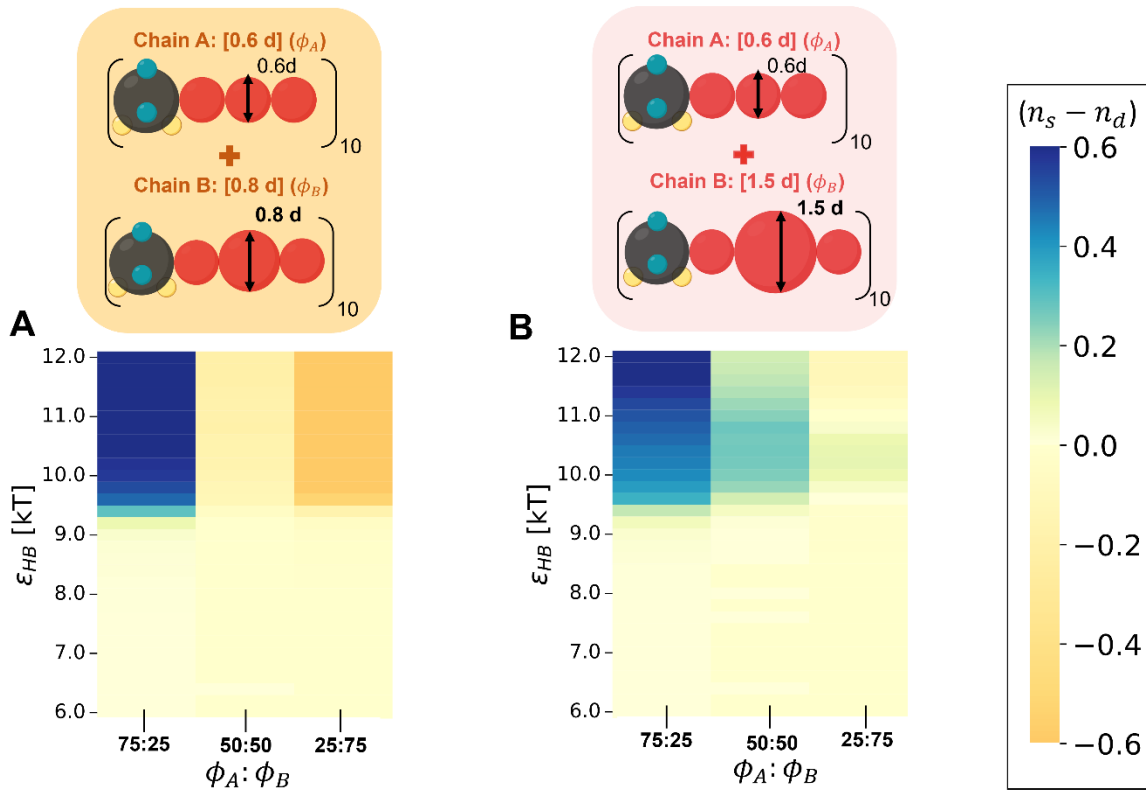 Chain A: [0.6 d] (ϕ_A)
0.6d
10
+
Chain B: [0.8 d] (ϕ_B)
0.8 d
10
Chain A: [0.6 d] (ϕ_A)
0.6d
10
+
Chain B: [1.5 d] (ϕ_B)
1.5 d
10
A
12.0
11.0
10.0
9.0
8.0
7.0
6.0
ε_HB [kT]
75:25 50:50 25:75
ϕ_A: ϕ_B
B
12.0
11.0
10.0
9.0
8.0
7.0
6.0
ε_HB [kT]
75:25 50:50 25:75
ϕ_A: ϕ_B
(n_s − n_d)
0.6
0.4
0.2
0.0
−0.2
−0.4
−0.6